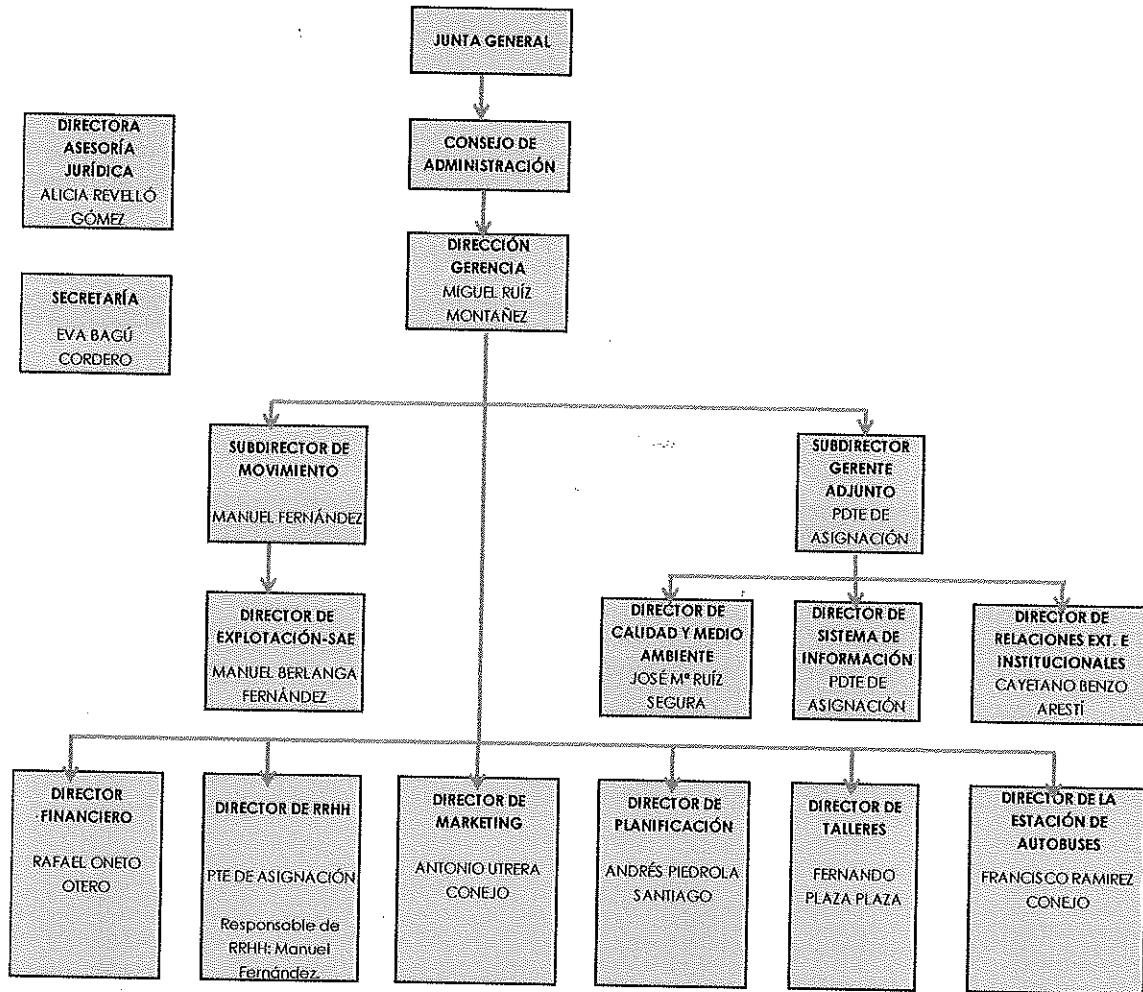 JUNTA GENERAL
DIRECTORA
ASESORÍA
JURÍDICA
ALICIA REVELLÓ
GÓMEZ
CONSEJO DE
ADMINISTRACIÓN
DIRECCIÓN
GERENCIA
MIGUEL RUÍZ
MONTAÑEZ
SECRETARÍA
EVA BAGÚ
CORDERO
SUBDIRECTOR DE
MOVIMIENTO
MANUEL FERNÁNDEZ
SUBDIRECTOR
GERENTE
ADJUNTO
PDTE DE
ASIGNACIÓN
DIRECTOR DE
EXPLOTACIÓN-SAE
MANUEL BERLANGA
FERNÁNDEZ
DIRECTOR DE
CALIDAD Y MEDIO
AMBIENTE
JOSÉ Mª RUÍZ
SEGURA
DIRECTOR DE
SISTEMA DE
INFORMACIÓN
PDTE DE
ASIGNACIÓN
DIRECTOR DE
RELACIONES EXT. E
INSTITUCIONALES
CAYETANO BENZO
ARESTÍ
DIRECTOR
FINANCIERO
RAFAEL ONETO
OTERO
DIRECTOR DE RRHH
PTE DE ASIGNACIÓN
Responsable de
RRHH: Manuel
Fernández.
DIRECTOR DE
MARKETING
ANTONIO UTRERA
CONEJO
DIRECTOR DE
PLANIFICACIÓN
ANDRÉS PIEDROLA
SANTIAGO
DIRECTOR DE
TALLERES
FERNANDO
PLAZA PLAZA
DIRECTOR DE LA
ESTACIÓN DE
AUTOBUSES
FRANCISCO RAMIREZ
CONEJO